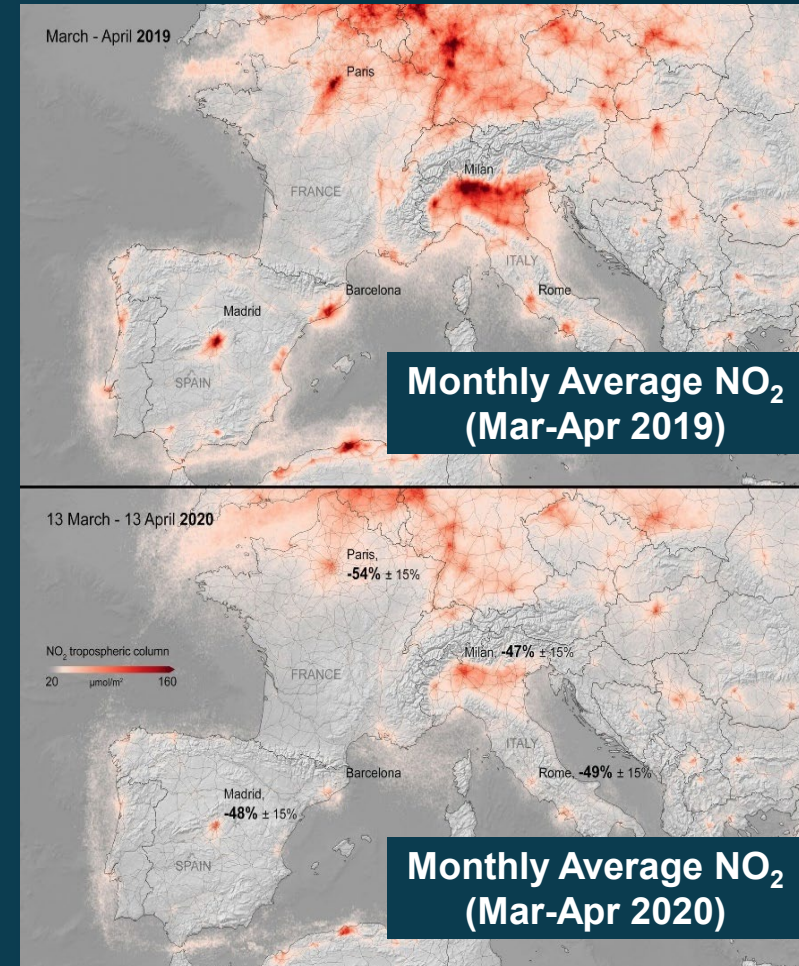 March - April 2019
Paris
Milan
FRANCE
ITALY
Barcelona
Rome
Madrid
SPAIN
Monthly Average NO₂
(Mar-Apr 2019)
13 March - 13 April 2020
Paris,
-54% ± 15%
Milan, -47% ± 15%
NO₂ tropospheric column
20 µmol/m² 160
FRANCE
ITALY
Barcelona
Rome, -49% ± 15%
Madrid,
-48% ± 15%
SPAIN
Monthly Average NO₂
(Mar-Apr 2020)